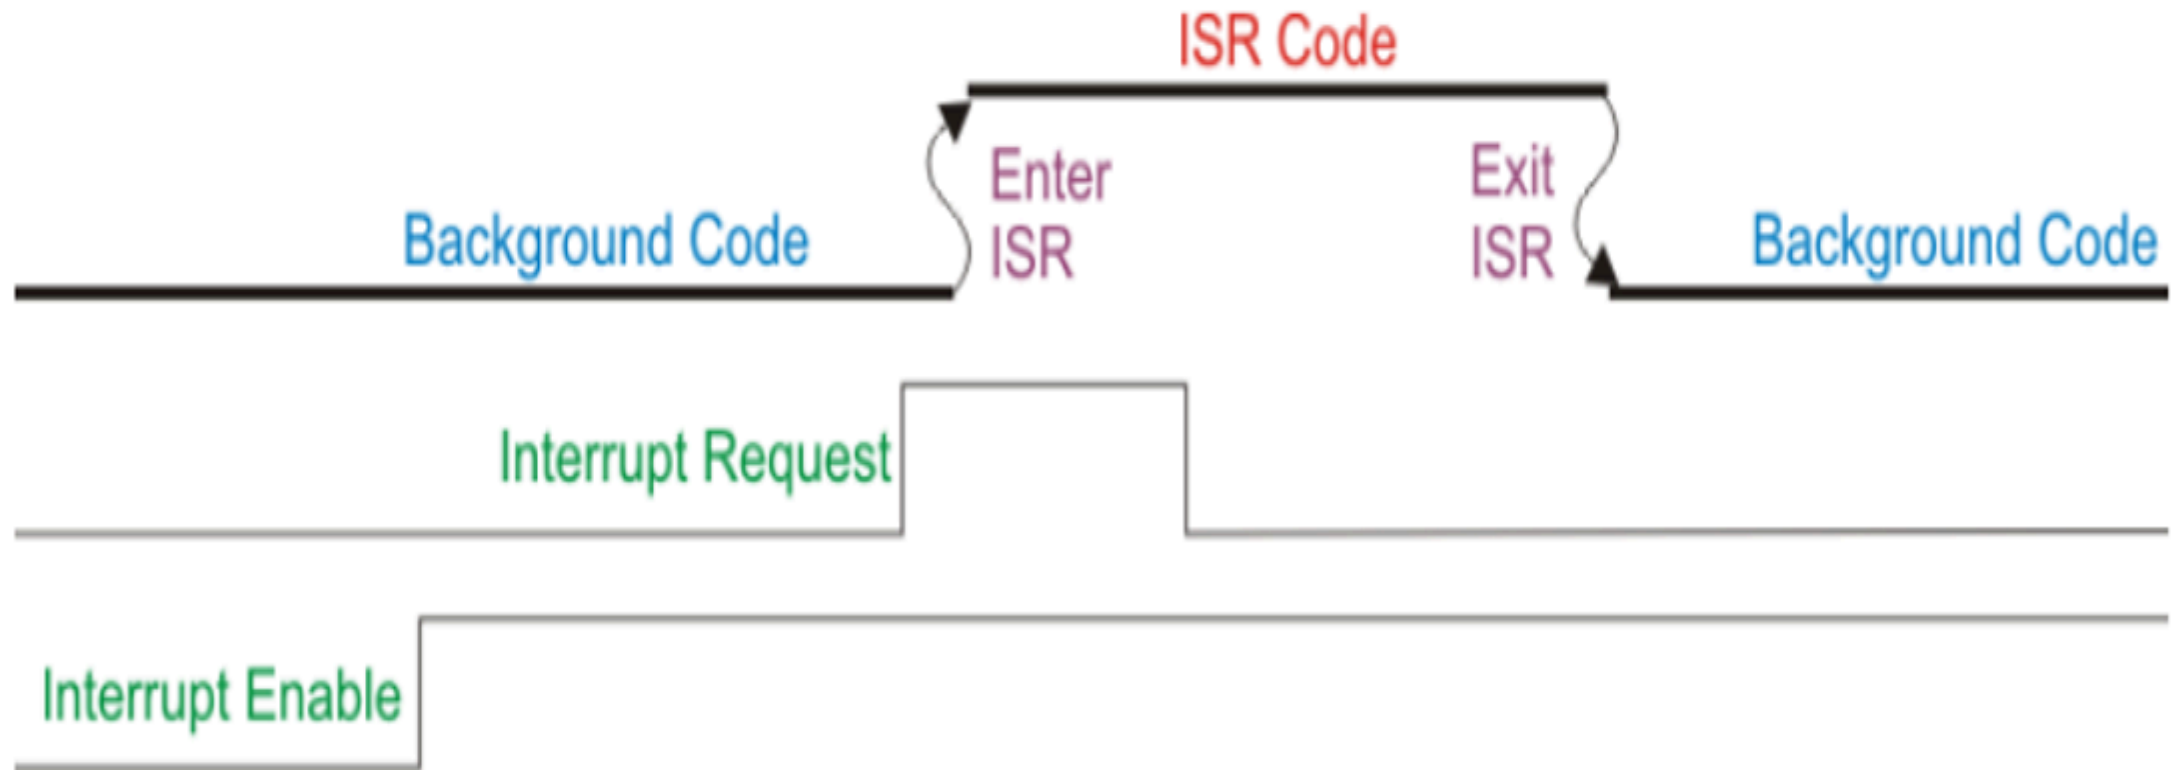 ISR Code
Enter
ISR
Exit
ISR
Background Code
Background Code
Interrupt Request
Interrupt Enable